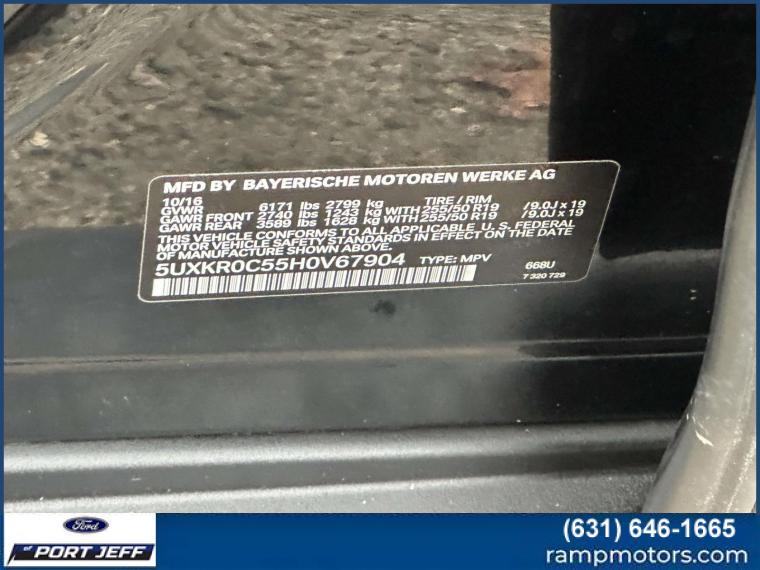 MFD BY BAYERISCHE MOTOREN WERKE AG
10/16
GVWR 6171 lbs 2799 kg TIRE / RIM
GAWR FRONT 2740 lbs 1243 kg WITH 255/50 R19 /9.0J x 19
GAWR REAR 3589 lbs 1628 kg WITH 255/50 R19 /9.0J x 19
THIS VEHICLE CONFORMS TO ALL APPLICABLE U.S. FEDERAL
MOTOR VEHICLE SAFETY STANDARDS IN EFFECT ON THE DATE
OF MANUFACTURE SHOWN ABOVE.
5UXKR0C55H0V67904 TYPE: MPV 668U
7 320 729
Ford
of PORT JEFF
(631) 646-1665
rampmotors.com